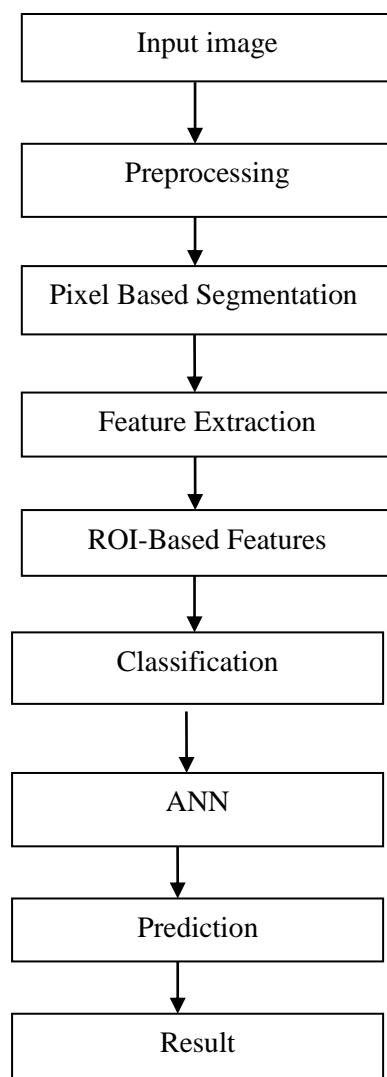 Input image
Preprocessing
Pixel Based Segmentation
Feature Extraction
ROI-Based Features
Classification
ANN
Prediction
Result